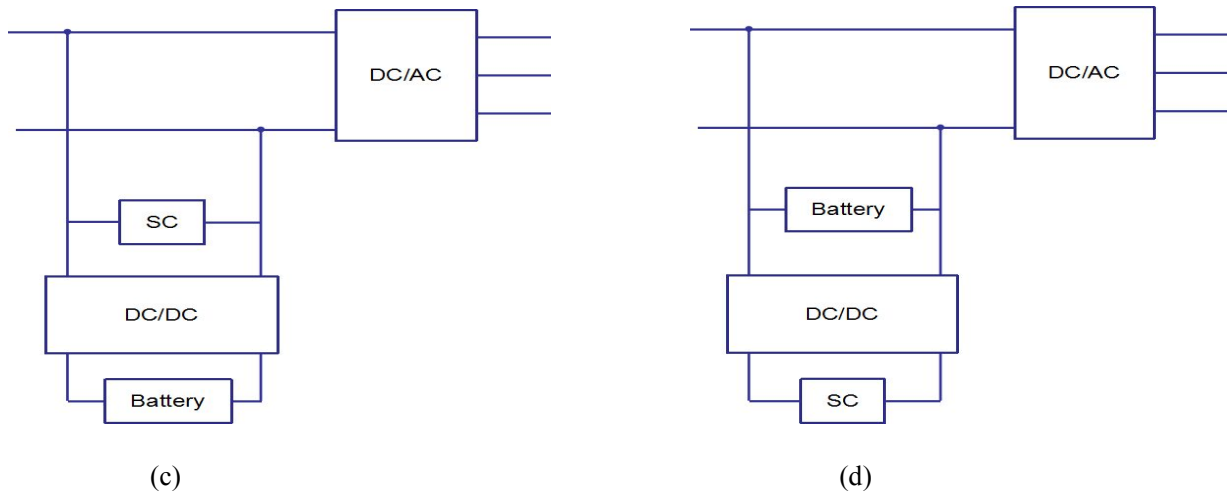 DC/AC
SC
DC/DC
Battery
(c)
DC/AC
Battery
DC/DC
SC
(d)